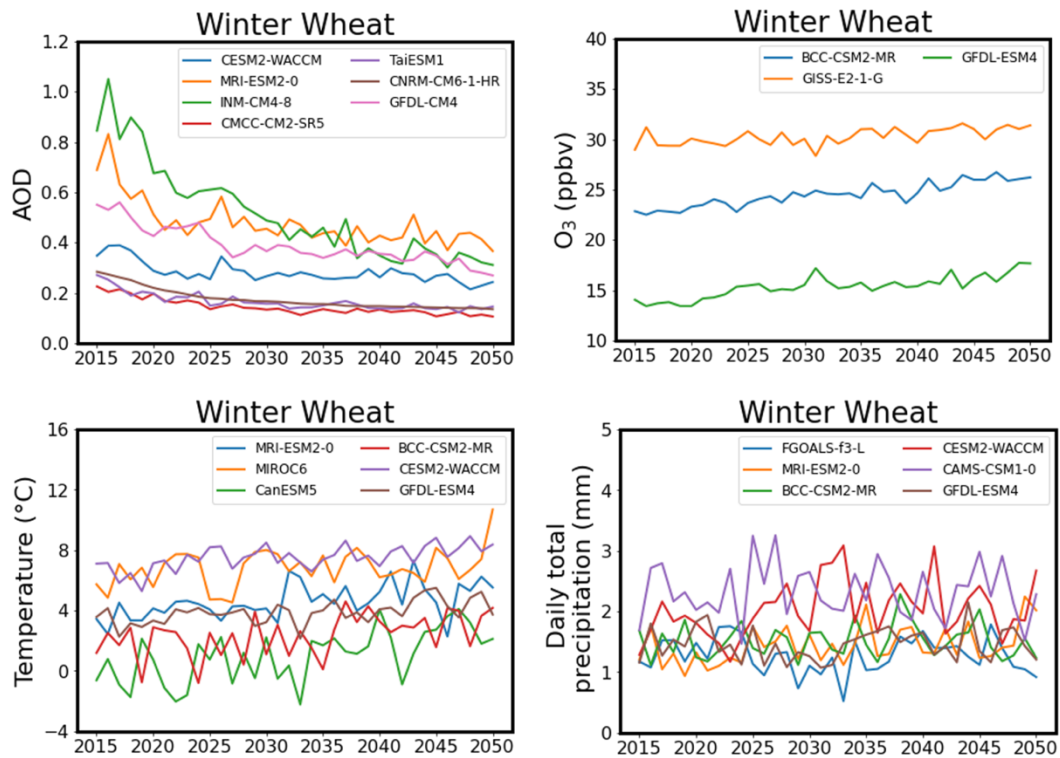 Winter Wheat
AOD
1.2
1.0
0.8
0.6
0.4
0.2
0.0
CESM2-WACCM
MRI-ESM2-0
INM-CM4-8
CMCC-CM2-SR5
TaiESM1
CNRM-CM6-1-HR
GFDL-CM4
2015 2020 2025 2030 2035 2040 2045 2050
Winter Wheat
O₃ (ppbv)
40
35
30
25
20
15
10
BCC-CSM2-MR
GISS-E2-1-G
GFDL-ESM4
2015 2020 2025 2030 2035 2040 2045 2050
Winter Wheat
Temperature (°C)
16
12
8
4
0
−4
MRI-ESM2-0
MIROC6
CanESM5
BCC-CSM2-MR
CESM2-WACCM
GFDL-ESM4
2015 2020 2025 2030 2035 2040 2045 2050
Winter Wheat
Daily total
precipitation (mm)
5
4
3
2
1
0
FGOALS-f3-L
MRI-ESM2-0
BCC-CSM2-MR
CESM2-WACCM
CAMS-CSM1-0
GFDL-ESM4
2015 2020 2025 2030 2035 2040 2045 2050